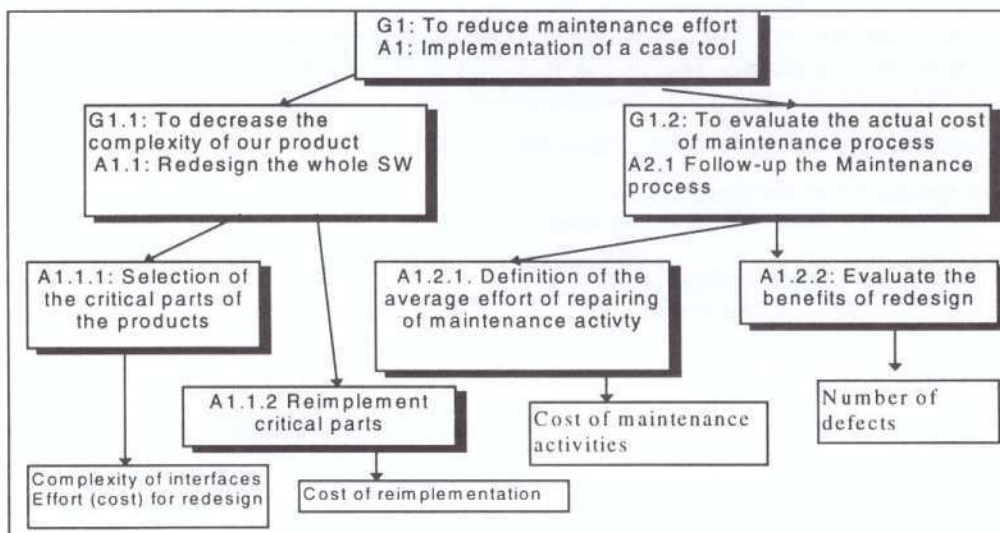 G1: To reduce maintenance effort
A1: Implementation of a case tool
G1.1: To decrease the
complexity of our product
A1.1: Redesign the whole SW
G1.2: To evaluate the actual cost
of maintenance process
A2.1 Follow-up the Maintenance
process
A1.1.1: Selection of
the critical parts of
the products
A1.2.1. Definition of the
average effort of repairing
of maintenance activty
A1.2.2: Evaluate the
benefits of redesign
A1.1.2 Reimplement
critical parts
Cost of maintenance
activities
Number of
defects
Complexity of interfaces
Effort (cost) for redesign
Cost of reimplementation